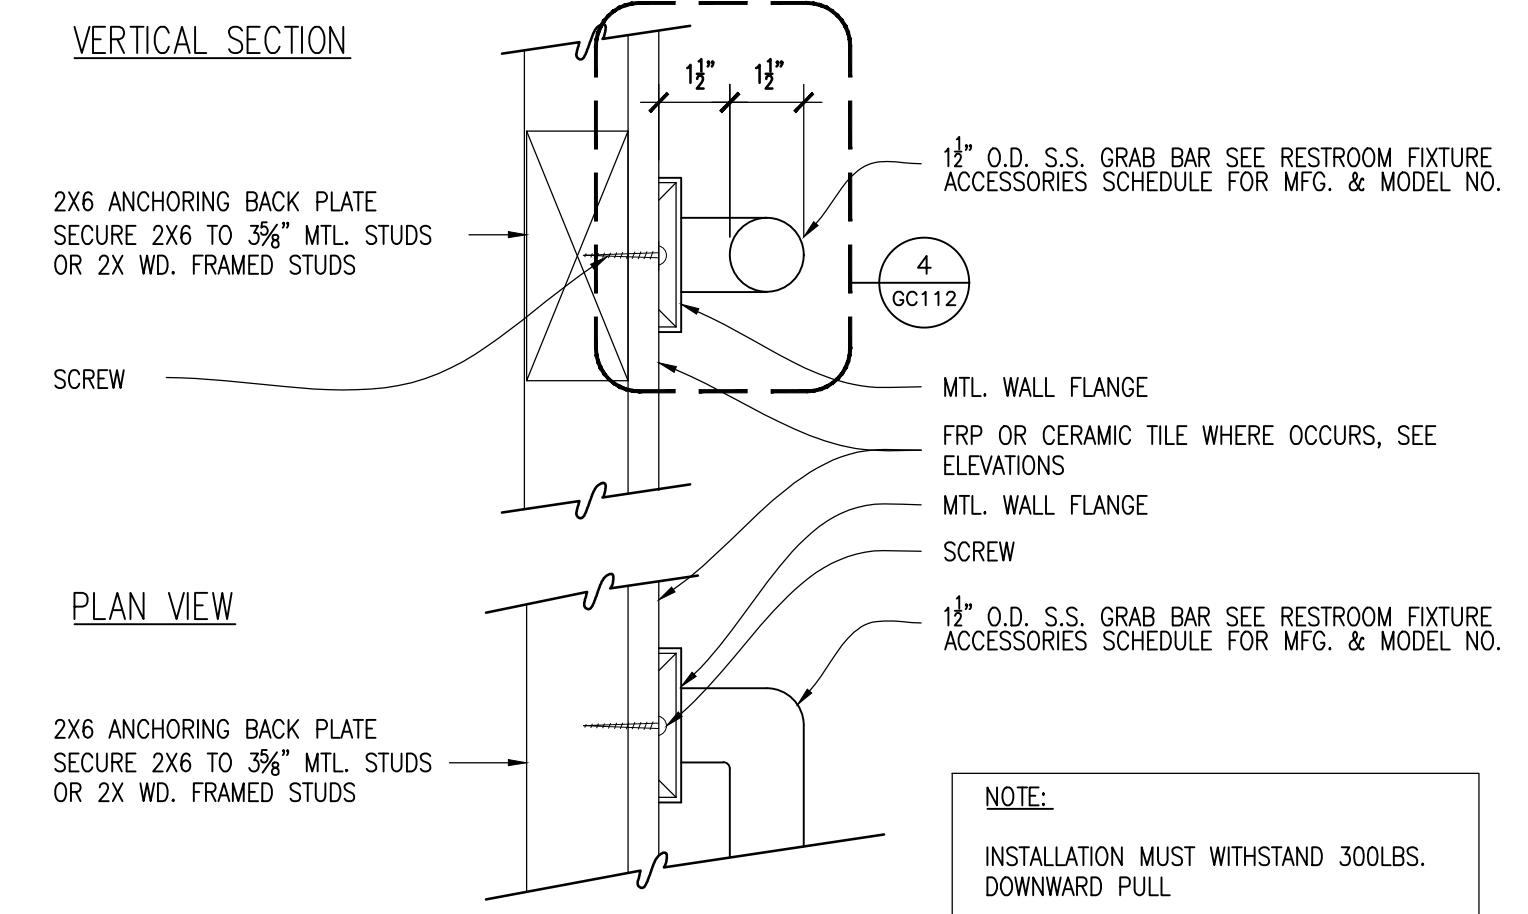 VERTICAL SECTION
1½" 1½"
1½" O.D. S.S. GRAB BAR SEE RESTROOM FIXTURE
ACCESSORIES SCHEDULE FOR MFG. & MODEL NO.
2X6 ANCHORING BACK PLATE
SECURE 2X6 TO 3⅝" MTL. STUDS
OR 2X WD. FRAMED STUDS
4
GC112
SCREW
MTL. WALL FLANGE
FRP OR CERAMIC TILE WHERE OCCURS, SEE
ELEVATIONS
MTL. WALL FLANGE
SCREW
PLAN VIEW
1½" O.D. S.S. GRAB BAR SEE RESTROOM FIXTURE
ACCESSORIES SCHEDULE FOR MFG. & MODEL NO.
2X6 ANCHORING BACK PLATE
SECURE 2X6 TO 3⅝" MTL. STUDS
OR 2X WD. FRAMED STUDS
NOTE:
INSTALLATION MUST WITHSTAND 300LBS.
DOWNWARD PULL